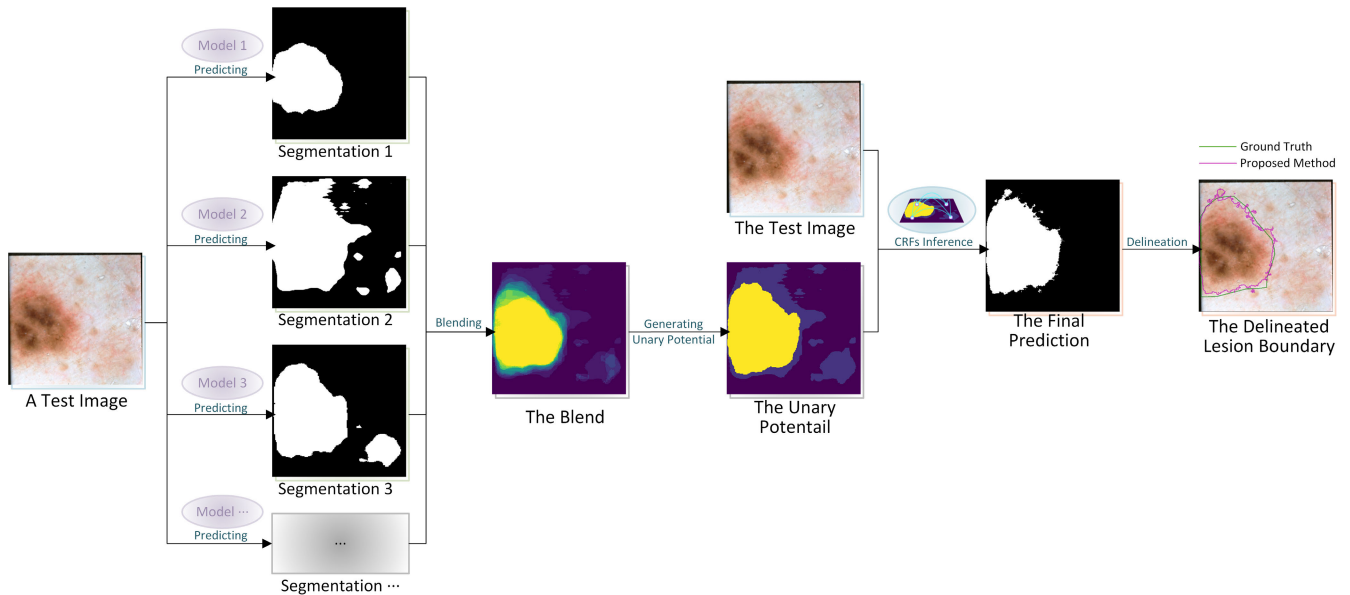 Model 1
Predicting
Segmentation 1
Model 2
Predicting
Segmentation 2
A Test Image
Model 3
Predicting
Segmentation 3
Model ···
Predicting
···
Segmentation ···
Blending
The Blend
Generating
Unary Potential
The Test Image
The Unary
Potentail
CRFs Inference
The Final
Prediction
Delineation
Ground Truth
Proposed Method
The Delineated
Lesion Boundary